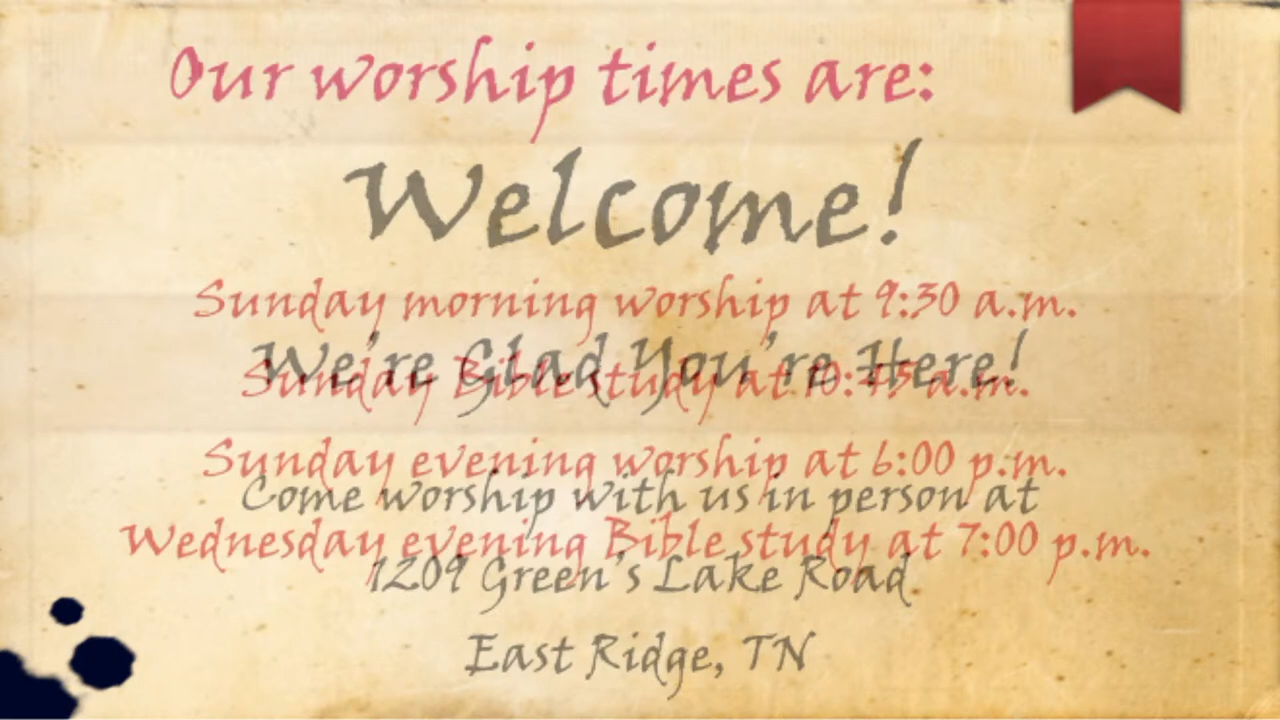 Our worship times are:
Welcome!
Sunday morning worship at 9:30 a.m.
We're Glad You're Here!
Sunday Bible study at 10:45 a.m.
Sunday evening worship at 6:00 p.m.
Come worship with us in person at
Wednesday evening Bible study at 7:00 p.m.
1209 Green's Lake Road
East Ridge, TN